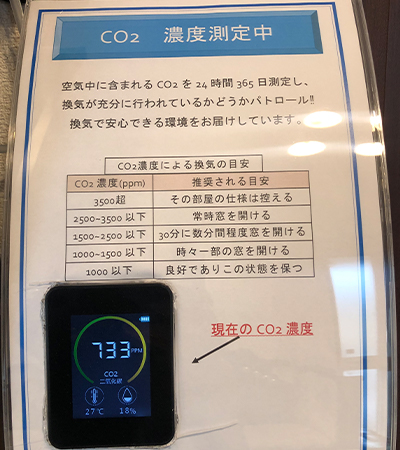 CO2 濃度測定中
空気中に含まれる CO2 を 24 時間 365 日測定し、
換気が充分に行われているかどうかパトロール!!
換気で安心できる環境をお届けしています。
CO2濃度による換気の目安
CO2 濃度(ppm) 推奨される目安
3500超 その部屋の仕様は控える
2500~3500 以下 常時窓を開ける
1500~2500 以下 30分に数分間程度窓を開ける
1000~1500 以下 時々一部の窓を開ける
1000 以下 良好でありこの状態を保つ
現在の CO2 濃度
733 PPM
CO2
二氧化碳
27℃ 18%